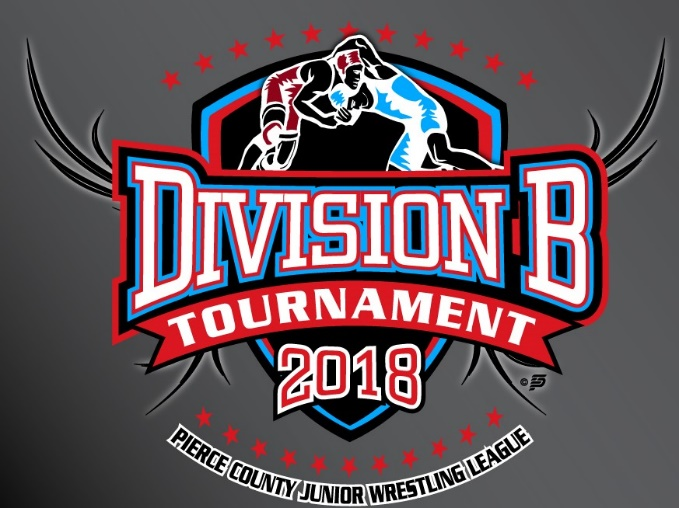 DIVISION B
TOURNAMENT
2018
©
PIERCE COUNTY JUNIOR WRESTLING LEAGUE